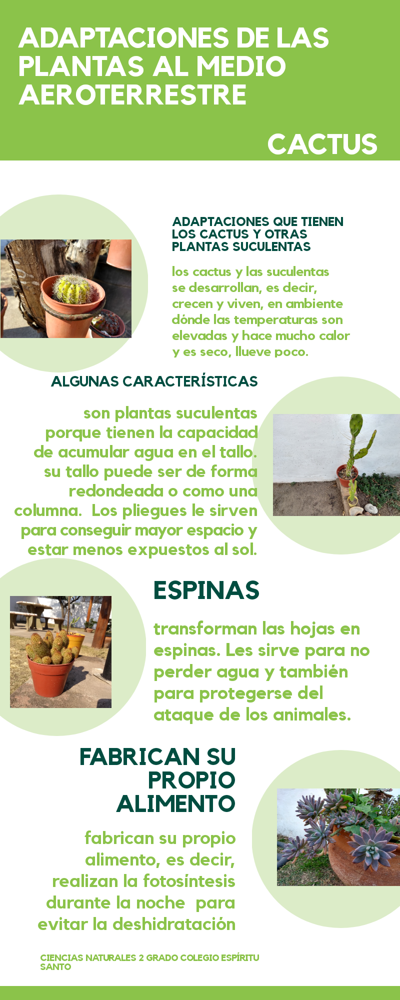 ADAPTACIONES DE LAS
PLANTAS AL MEDIO
AEROTERRESTRE
CACTUS
ADAPTACIONES QUE TIENEN
LOS CACTUS Y OTRAS
PLANTAS SUCULENTAS
los cactus y las suculentas
se desarrollan, es decir,
crecen y viven, en ambiente
dónde las temperaturas son
elevadas y hace mucho calor
y es seco, llueve poco.
ALGUNAS CARACTERÍSTICAS
son plantas suculentas
porque tienen la capacidad
de acumular agua en el tallo.
su tallo puede ser de forma
redondeada o como una
columna.  Los pliegues le sirven
para conseguir mayor espacio y
estar menos expuestos al sol.
ESPINAS
transforman las hojas en
espinas. Les sirve para no
perder agua y también
para protegerse del
ataque de los animales.
FABRICAN SU
PROPIO
ALIMENTO
fabrican su propio
alimento, es decir,
realizan la fotosíntesis
durante la noche  para
evitar la deshidratación
CIENCIAS NATURALES 2 GRADO COLEGIO ESPÍRITU
SANTO